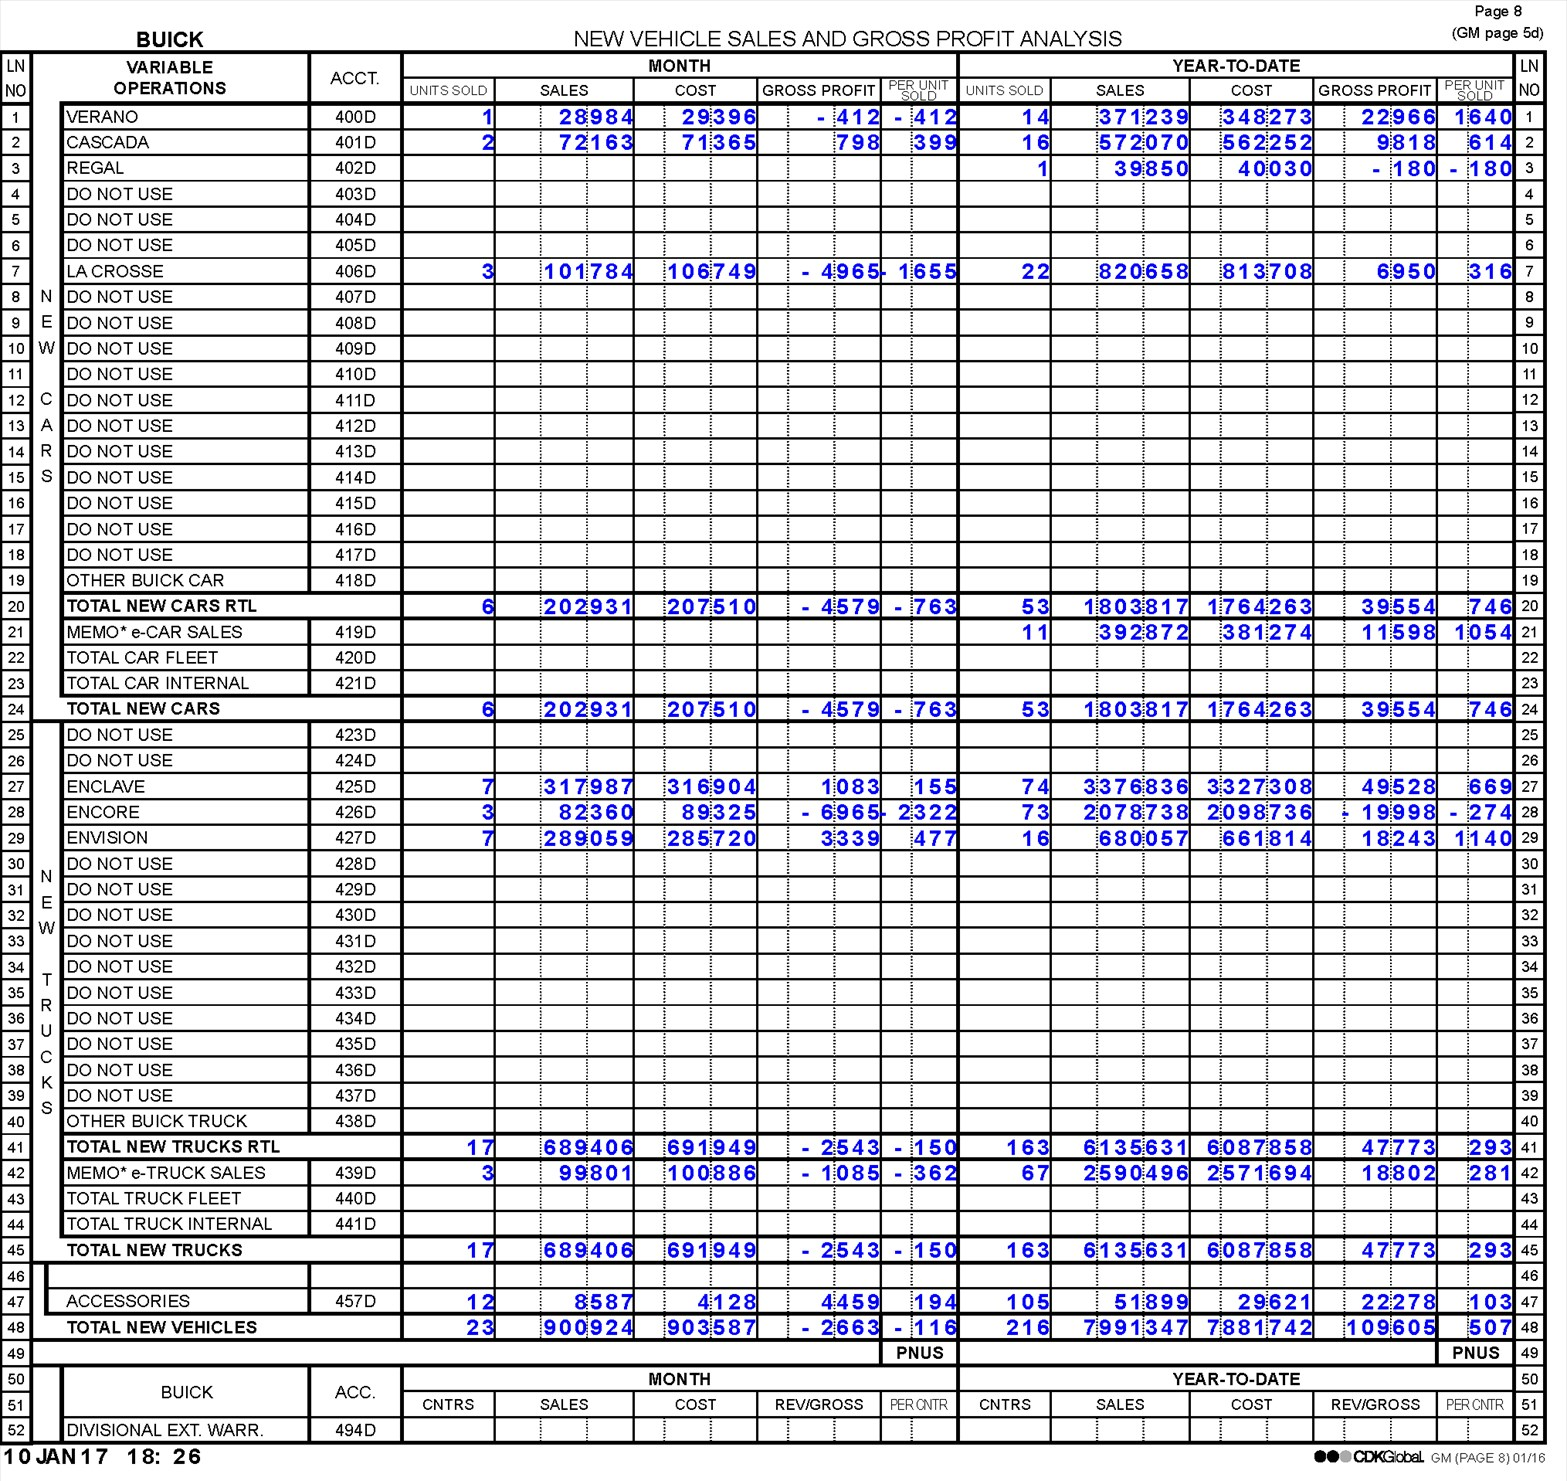 Page 8
BUICK NEW VEHICLE SALES AND GROSS PROFIT ANALYSIS (GM page 5d)
LN NO VARIABLE OPERATIONS ACCT. MONTH YEAR-TO-DATE LN NO
UNITS SOLD SALES COST GROSS PROFIT PER UNIT SOLD UNITS SOLD SALES COST GROSS PROFIT PER UNIT SOLD
1 VERANO 400D 1 28984 29396 - 412 - 412 14 371239 348273 22966 1640 1
2 CASCADA 401D 2 72163 71365 798 399 16 572070 562252 9818 614 2
3 REGAL 402D 1 39850 40030 - 180 - 180 3
4 DO NOT USE 403D 4
5 DO NOT USE 404D 5
6 DO NOT USE 405D 6
7 LA CROSSE 406D 3 101784 106749 - 4965 - 1655 22 820658 813708 6950 316 7
8 N DO NOT USE 407D 8
9 E DO NOT USE 408D 9
10 W DO NOT USE 409D 10
11 DO NOT USE 410D 11
12 C DO NOT USE 411D 12
13 A DO NOT USE 412D 13
14 R DO NOT USE 413D 14
15 S DO NOT USE 414D 15
16 DO NOT USE 415D 16
17 DO NOT USE 416D 17
18 DO NOT USE 417D 18
19 OTHER BUICK CAR 418D 19
20 TOTAL NEW CARS RTL 6 202931 207510 - 4579 - 763 53 1803817 1764263 39554 746 20
21 MEMO* e-CAR SALES 419D 11 392872 381274 11598 1054 21
22 TOTAL CAR FLEET 420D 22
23 TOTAL CAR INTERNAL 421D 23
24 TOTAL NEW CARS 6 202931 207510 - 4579 - 763 53 1803817 1764263 39554 746 24
25 DO NOT USE 423D 25
26 DO NOT USE 424D 26
27 ENCLAVE 425D 7 317987 316904 1083 155 74 3376836 3327308 49528 669 27
28 ENCORE 426D 3 82360 89325 - 6965 - 2322 73 2078738 2098736 - 19998 - 274 28
29 ENVISION 427D 7 289059 285720 3339 477 16 680057 661814 18243 1140 29
30 DO NOT USE 428D 30
31 N DO NOT USE 429D 31
32 E DO NOT USE 430D 32
33 W DO NOT USE 431D 33
34 DO NOT USE 432D 34
35 T DO NOT USE 433D 35
36 R DO NOT USE 434D 36
37 U DO NOT USE 435D 37
38 C DO NOT USE 436D 38
39 K DO NOT USE 437D 39
40 S OTHER BUICK TRUCK 438D 40
41 TOTAL NEW TRUCKS RTL 17 689406 691949 - 2543 - 150 163 6135631 6087858 47773 293 41
42 MEMO* e-TRUCK SALES 439D 3 99801 100886 - 1085 - 362 67 2590496 2571694 18802 281 42
43 TOTAL TRUCK FLEET 440D 43
44 TOTAL TRUCK INTERNAL 441D 44
45 TOTAL NEW TRUCKS 17 689406 691949 - 2543 - 150 163 6135631 6087858 47773 293 45
46 46
47 ACCESSORIES 457D 12 8587 4128 4459 194 105 51899 29621 22278 103 47
48 TOTAL NEW VEHICLES 23 900924 903587 - 2663 - 116 216 7991347 7881742 109605 507 48
49 PNUS PNUS 49
50 BUICK ACC. MONTH YEAR-TO-DATE 50
51 CNTRS SALES COST REV/GROSS PER CNTR CNTRS SALES COST REV/GROSS PER CNTR 51
52 DIVISIONAL EXT. WARR. 494D 52
10 JAN 17 18: 26 CDKGlobal. GM (PAGE 8) 01/16